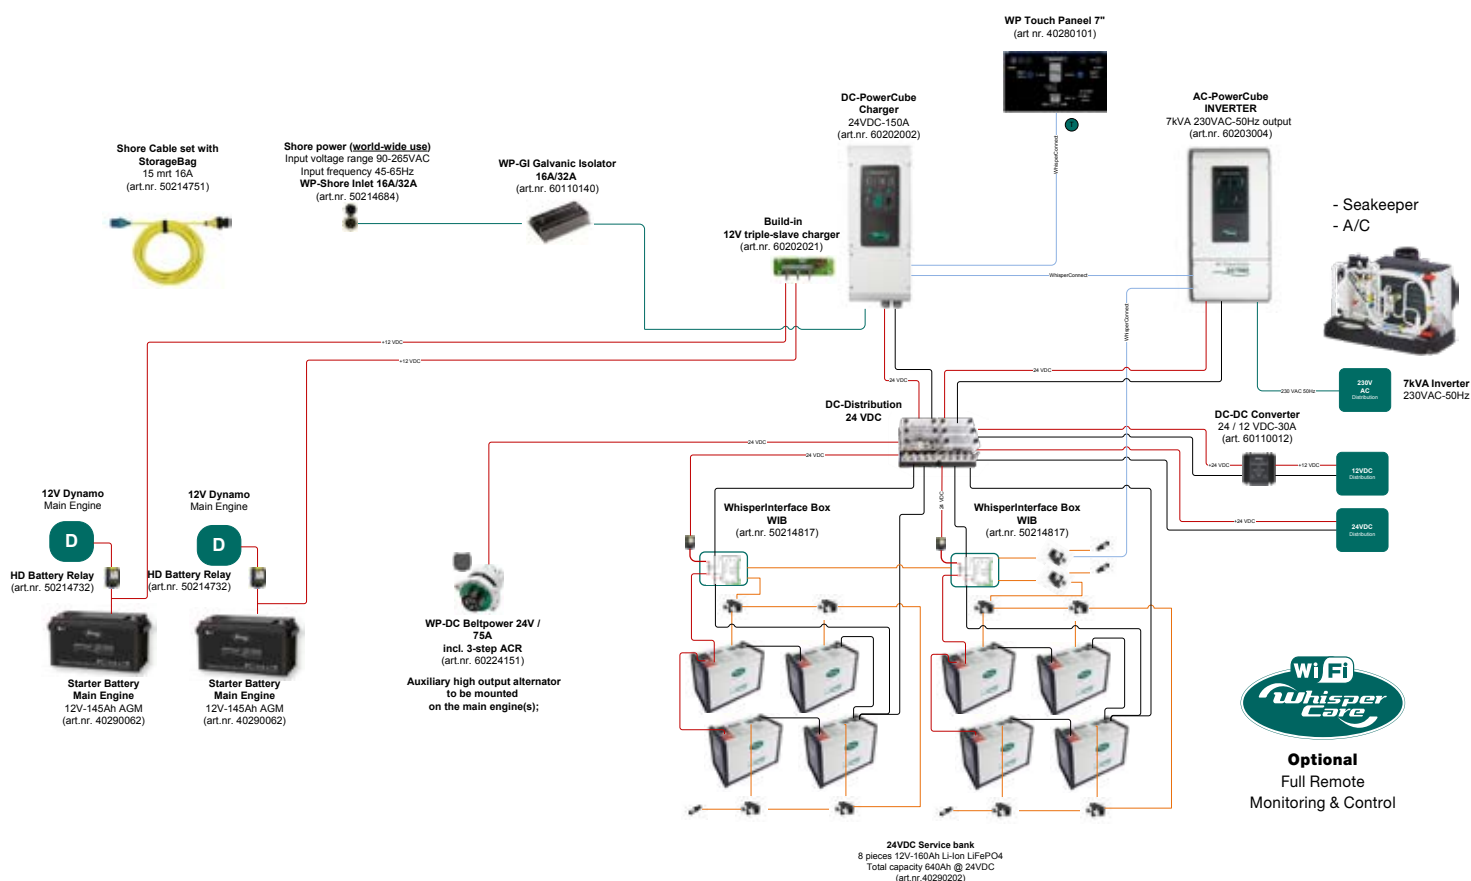 WP Touch Paneel 7"
(art nr. 40280101)
DC-PowerCube
Charger
24VDC-150A
(art.nr. 60202002)
AC-PowerCube
INVERTER
7kVA 230VAC-50Hz output
(art.nr. 60203004)
Shore Cable set with
StorageBag
15 mrt 16A
(art.nr. 50214751)
Shore power (world-wide use)
Input voltage range 90-265VAC
Input frequency 45-65Hz
WP-Shore Inlet 16A/32A
(art.nr. 50214684)
WP-GI Galvanic Isolator
16A/32A
(art.nr. 60110140)
Build-in
12V triple-slave charger
(art.nr. 60202021)
WhisperConnect
WhisperConnect
WhisperConnect
- Seakeeper
- A/C
+12 VDC
+12 VDC
24 VDC
24 VDC
230 VAC 50Hz
230V
AC
Distribution
7kVA Inverter
230VAC-50Hz
DC-Distribution
24 VDC
DC-DC Converter
24 / 12 VDC-30A
(art. 60110012)
24 VDC
24 VDC
24 VDC
+24 VDC
+12 VDC
12VDC
Distribution
+24 VDC
24VDC
Distribution
12V Dynamo
Main Engine
D
HD Battery Relay
(art.nr. 50214732)
12V Dynamo
Main Engine
D
HD Battery Relay
(art.nr. 50214732)
WhisperInterface Box
WIB
(art.nr. 50214817)
WhisperInterface Box
WIB
(art.nr. 50214817)
WP-DC Beltpower 24V /
75A
incl. 3-step ACR
(art.nr. 60224151)
Auxiliary high output alternator
to be mounted
on the main engine(s);
Starter Battery
Main Engine
12V-145Ah AGM
(art.nr. 40290062)
Starter Battery
Main Engine
12V-145Ah AGM
(art.nr. 40290062)
WiFi
Whisper
Care
Optional
Full Remote
Monitoring & Control
24VDC Service bank
8 pieces 12V-160Ah Li-Ion LiFePO4
Total capacity 640Ah @ 24VDC
(art.nr.40290202)